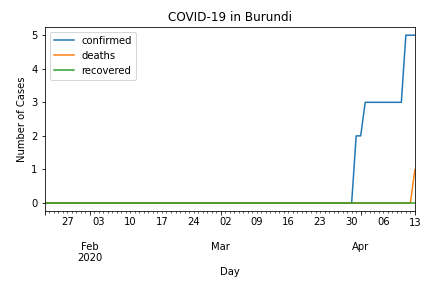 COVID-19 in Burundi
confirmed
deaths
recovered
Number of Cases
5
4
3
2
1
0
27 03 10 17 24 02 09 16 23 30 06 13
Feb Mar Apr
2020
Day